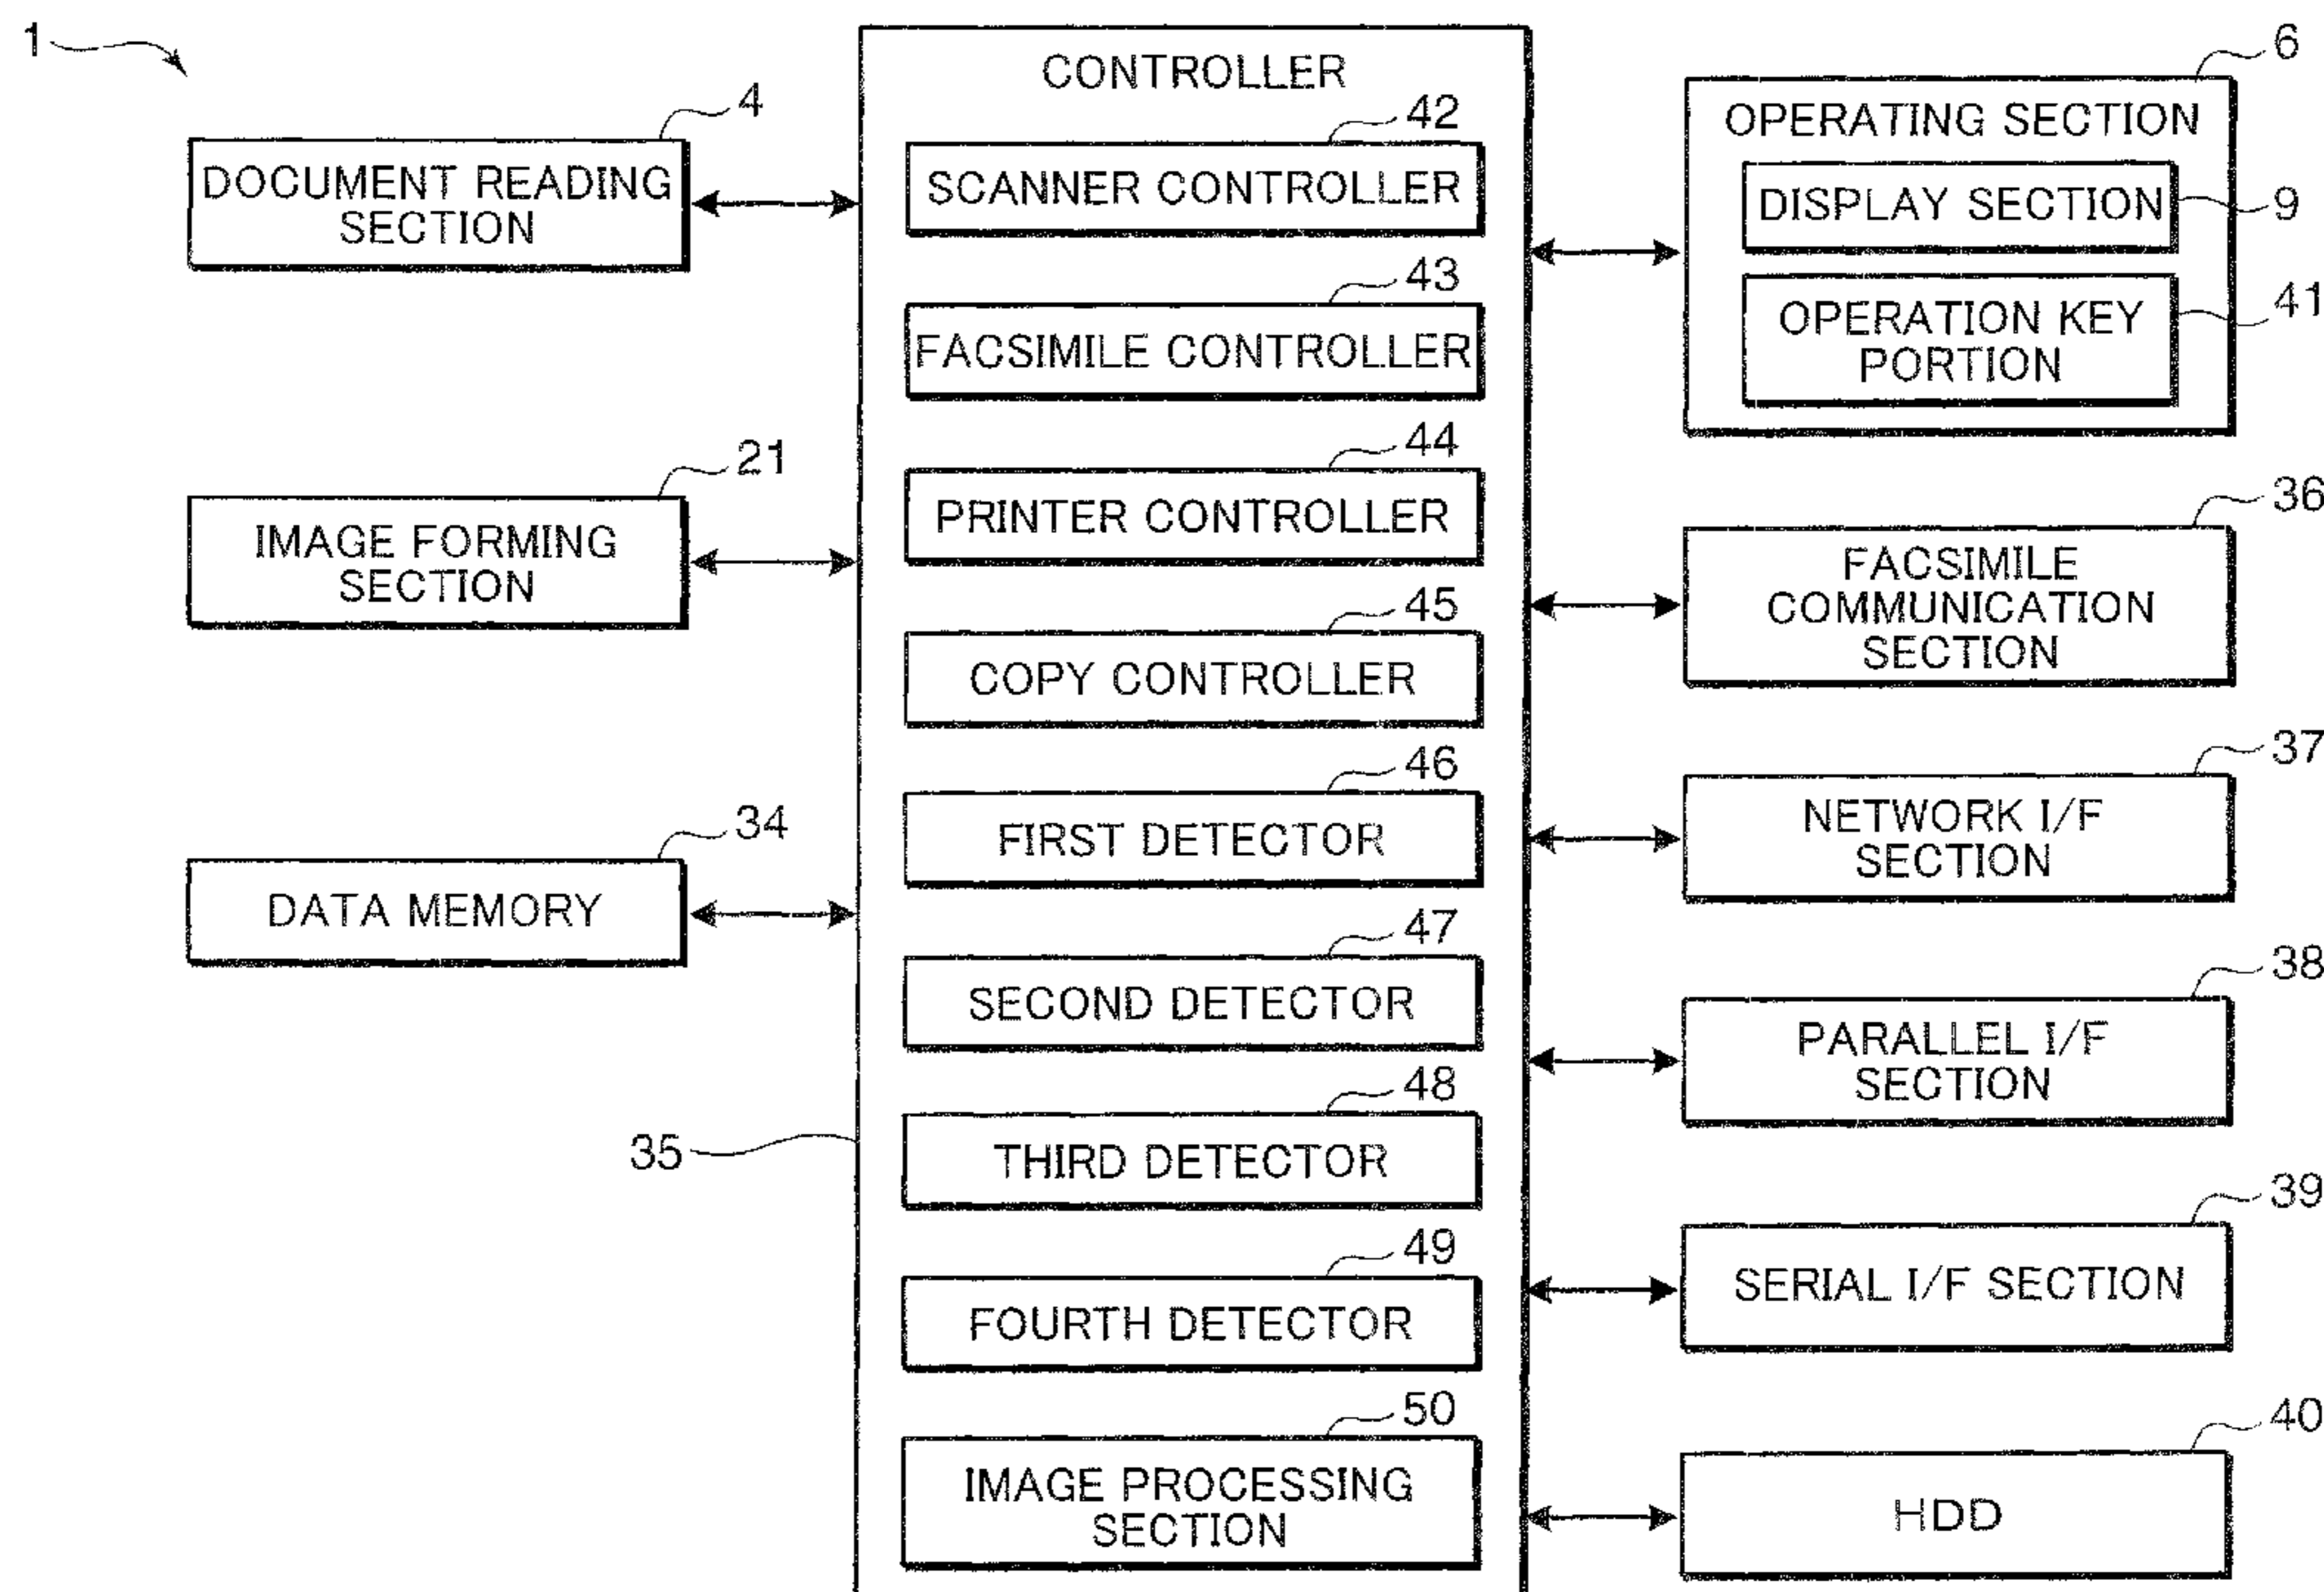 1
4
DOCUMENT READING
SECTION
21
IMAGE FORMING
SECTION
34
DATA MEMORY
35
CONTROLLER
42
SCANNER CONTROLLER
43
FACSIMILE CONTROLLER
44
PRINTER CONTROLLER
45
COPY CONTROLLER
46
FIRST DETECTOR
47
SECOND DETECTOR
48
THIRD DETECTOR
49
FOURTH DETECTOR
50
IMAGE PROCESSING
SECTION
6
OPERATING SECTION
DISPLAY SECTION
9
OPERATION KEY
PORTION
41
36
FACSIMILE
COMMUNICATION
SECTION
37
NETWORK I/F
SECTION
38
PARALLEL I/F
SECTION
39
SERIAL I/F SECTION
40
HDD